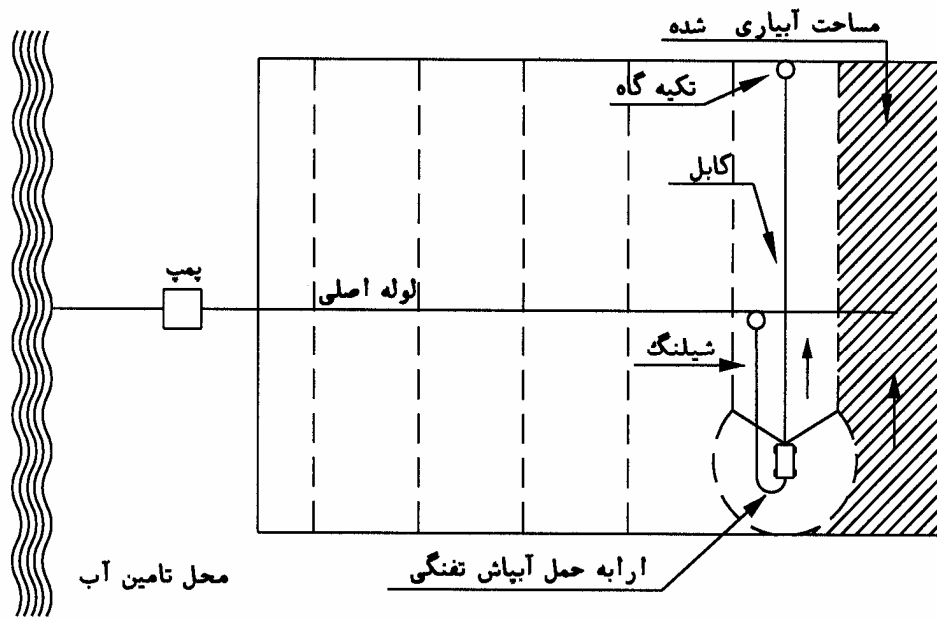 مساحت آبیاری شده
تکیه گاه
کابل
پمپ
لوله اصلی
شیلنگ
ارابه حمل آبپاش تفنگی
محل تامین آب